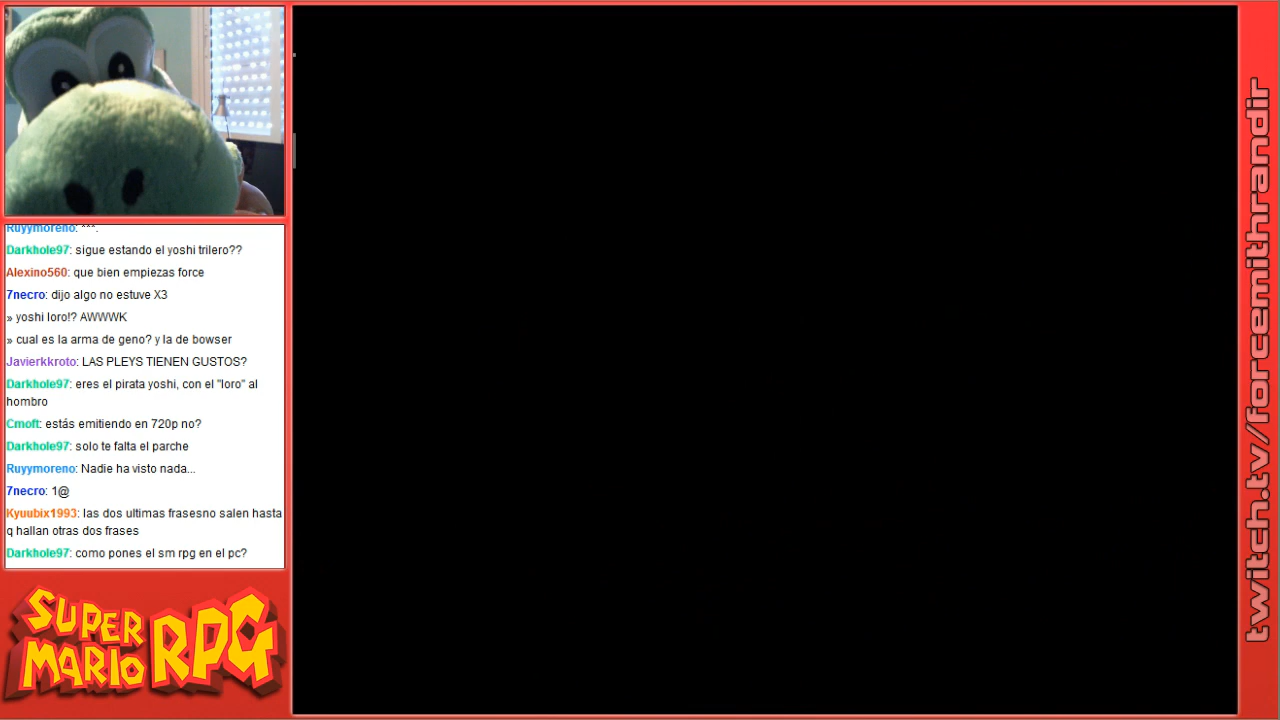 Ruyymoreno: ***.
Darkhole97: sigue estando el yoshi trilero??
Alexino560: que bien empiezas force
7necro: dijo algo no estuve X3
» yoshi loro!? AWWWK
» cual es la arma de geno? y la de bowser
Javierkkroto: LAS PLEYS TIENEN GUSTOS?
Darkhole97: eres el pirata yoshi, con el "loro" al
hombro
Cmoft: estás emitiendo en 720p no?
Darkhole97: solo te falta el parche
Ruyymoreno: Nadie ha visto nada...
7necro: 1@
Kyuubix1993: las dos ultimas frasesno salen hasta
q hallan otras dos frases
Darkhole97: como pones el sm rpg en el pc?
SUPER
MARIO RPG
twitch.tv/forcemithrandir